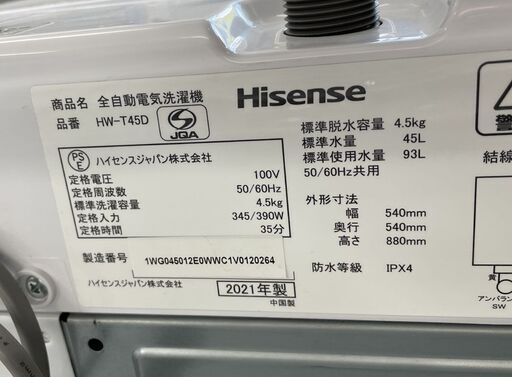 商品名 全自動電気洗濯機
品番 HW-T45D
S
JQA
Hisense
PS
E
ハイセンスジャパン株式会社
定格電圧 100V
定格周波数 50/60Hz
標準洗濯容量 4.5kg
定格入力 345/390W
定格時間 35分
製造番号 1WG045012E0WWC1V0120264
ハイセンスジャパン株式会社
2021年製
中国製
標準脱水容量 4.5kg
標準水量 45L
標準使用水量 93L
50/60Hz共用
外形寸法
幅 540mm
奥行 540mm
高さ 880mm
防水等級 IPX4
警
結線
黄
アンバラン
SW